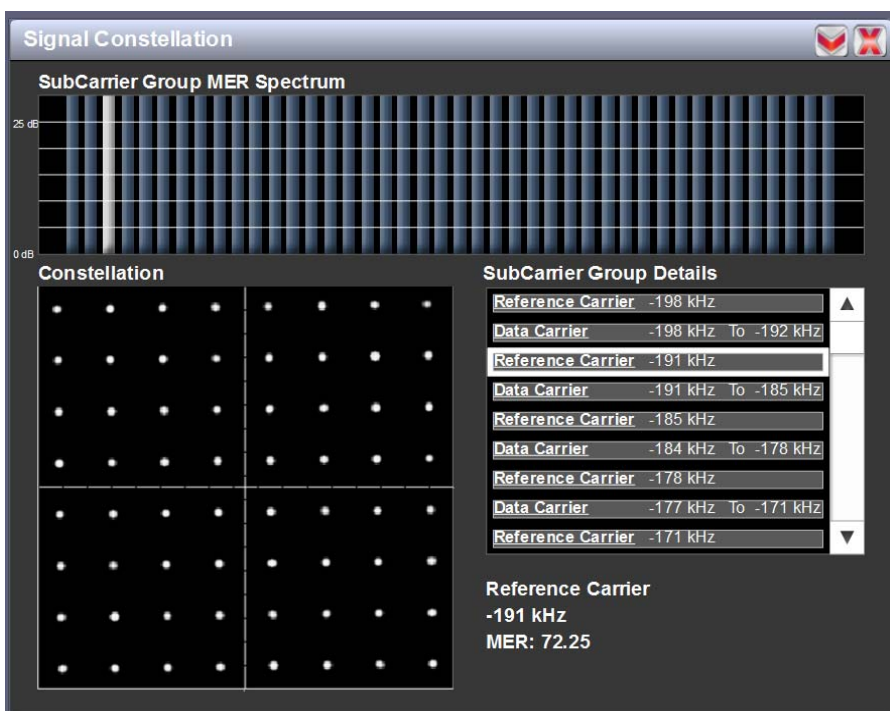 Signal Constellation
SubCarrier Group MER Spectrum
25 dB
0 dB
Constellation
SubCarrier Group Details
Reference Carrier -198 kHz
Data Carrier -198 kHz To -192 kHz
Reference Carrier -191 kHz
Data Carrier -191 kHz To -185 kHz
Reference Carrier -185 kHz
Data Carrier -184 kHz To -178 kHz
Reference Carrier -178 kHz
Data Carrier -177 kHz To -171 kHz
Reference Carrier -171 kHz
Reference Carrier
-191 kHz
MER: 72.25